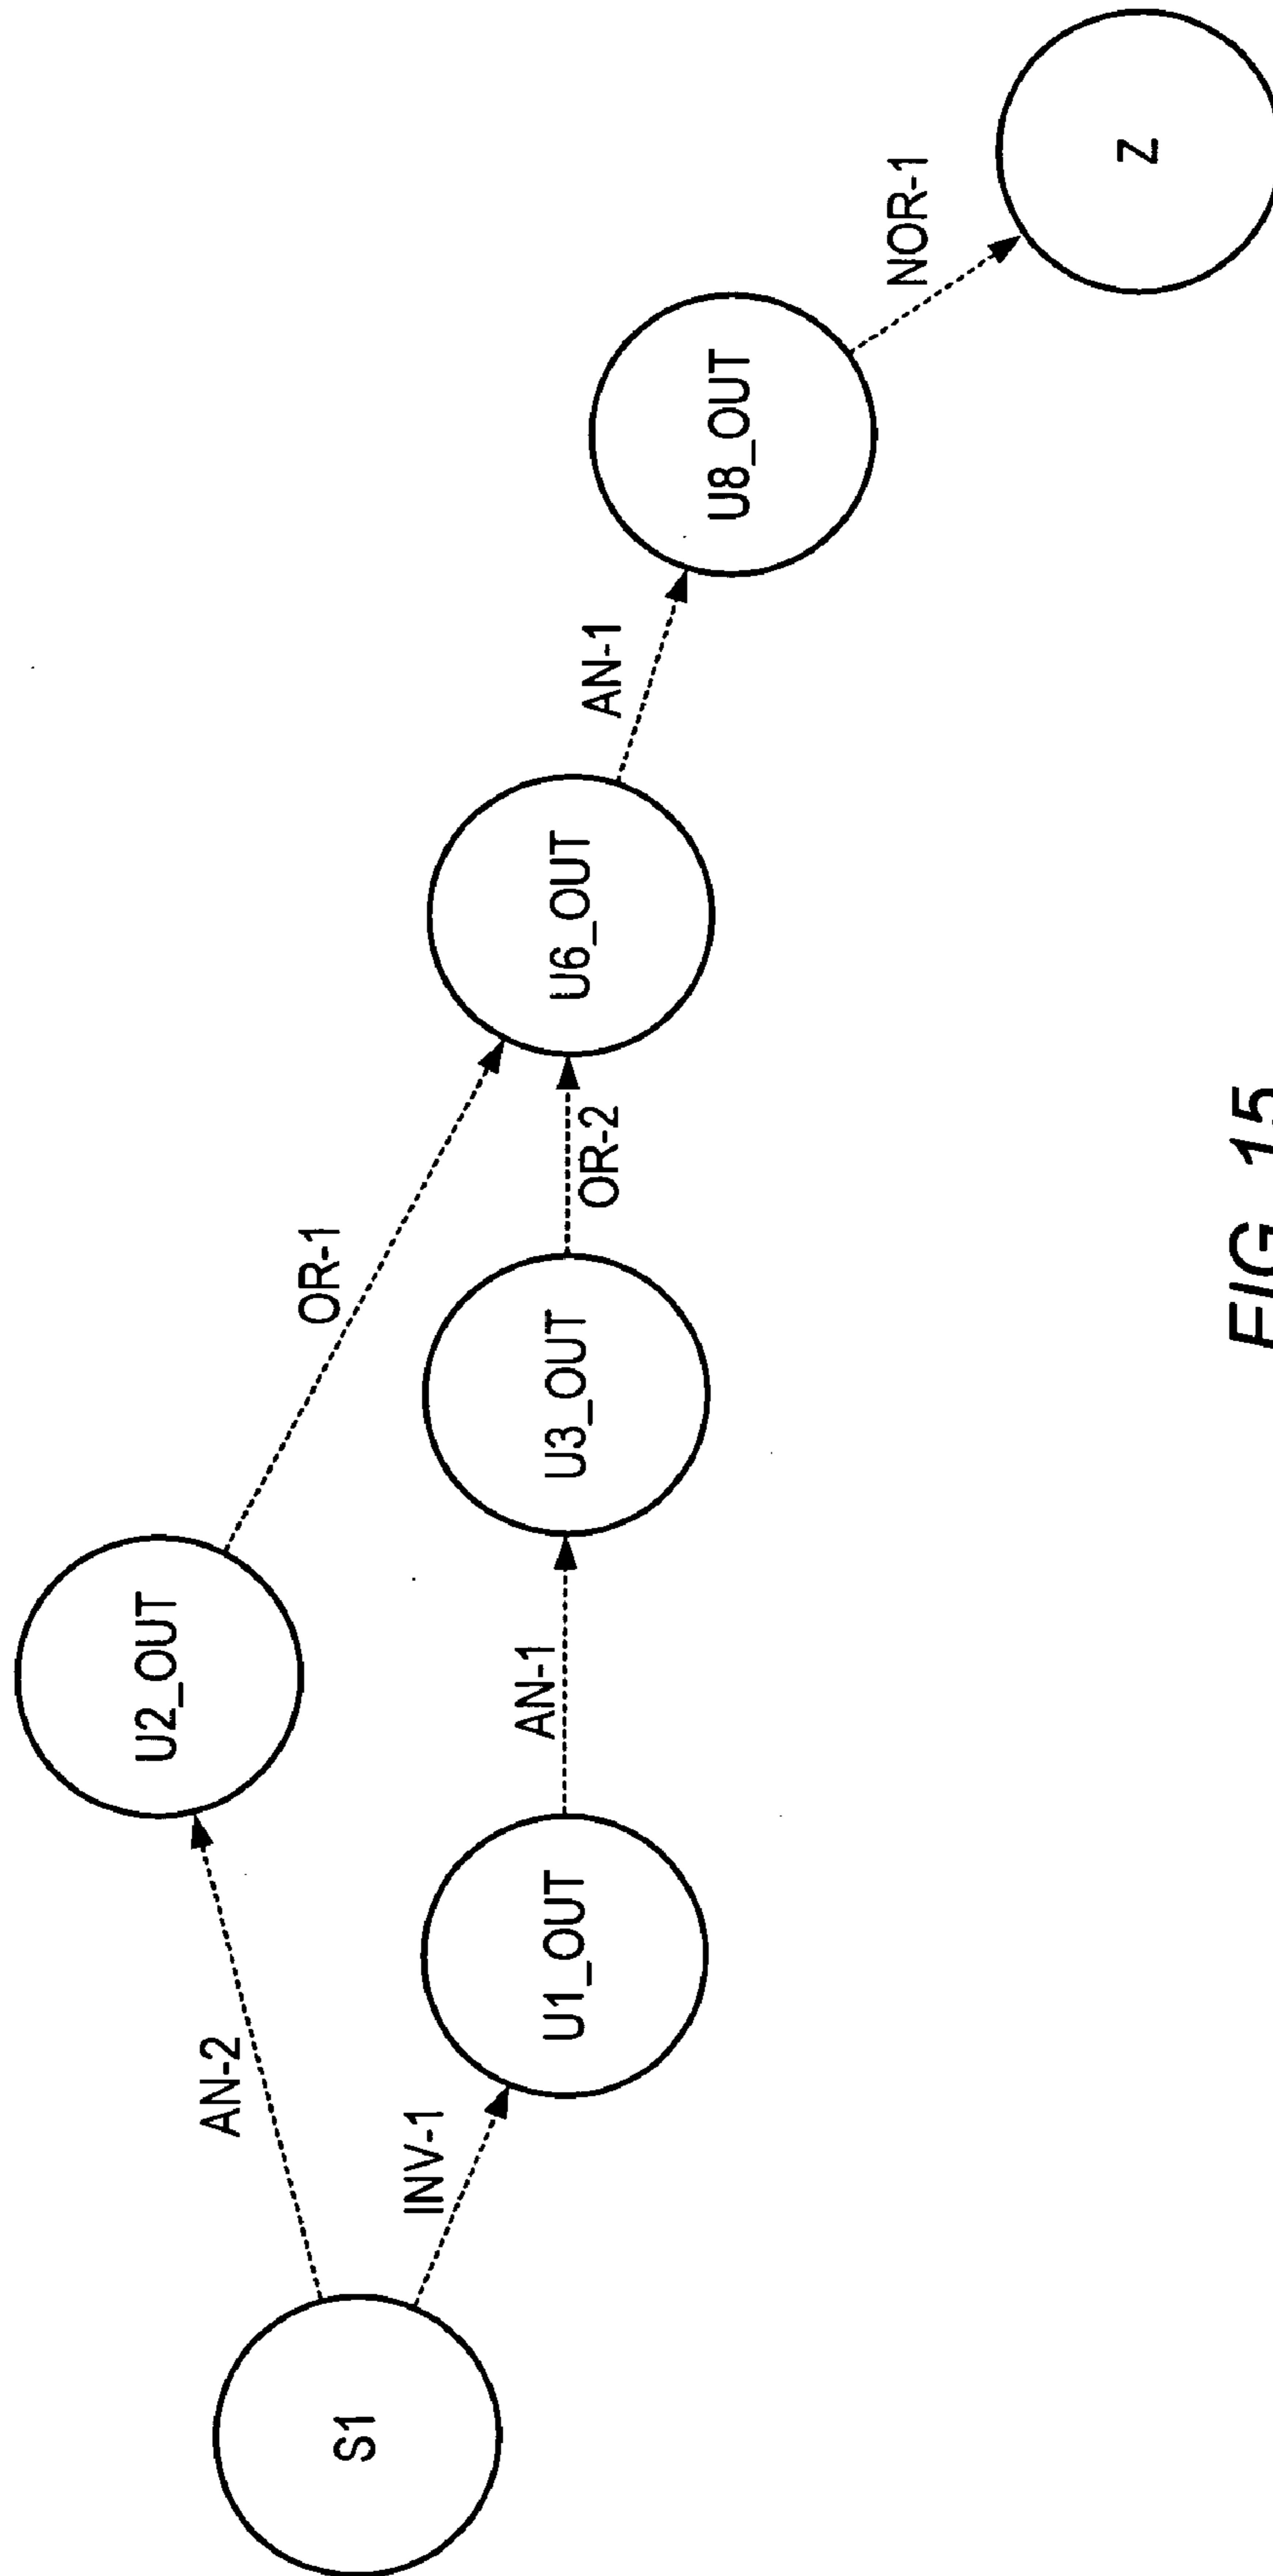 S1
AN-2
INV-1
U2_OUT
U1_OUT
AN-1
OR-1
U3_OUT
OR-2
U6_OUT
AN-1
U8_OUT
NOR-1
Z
FIG. 15